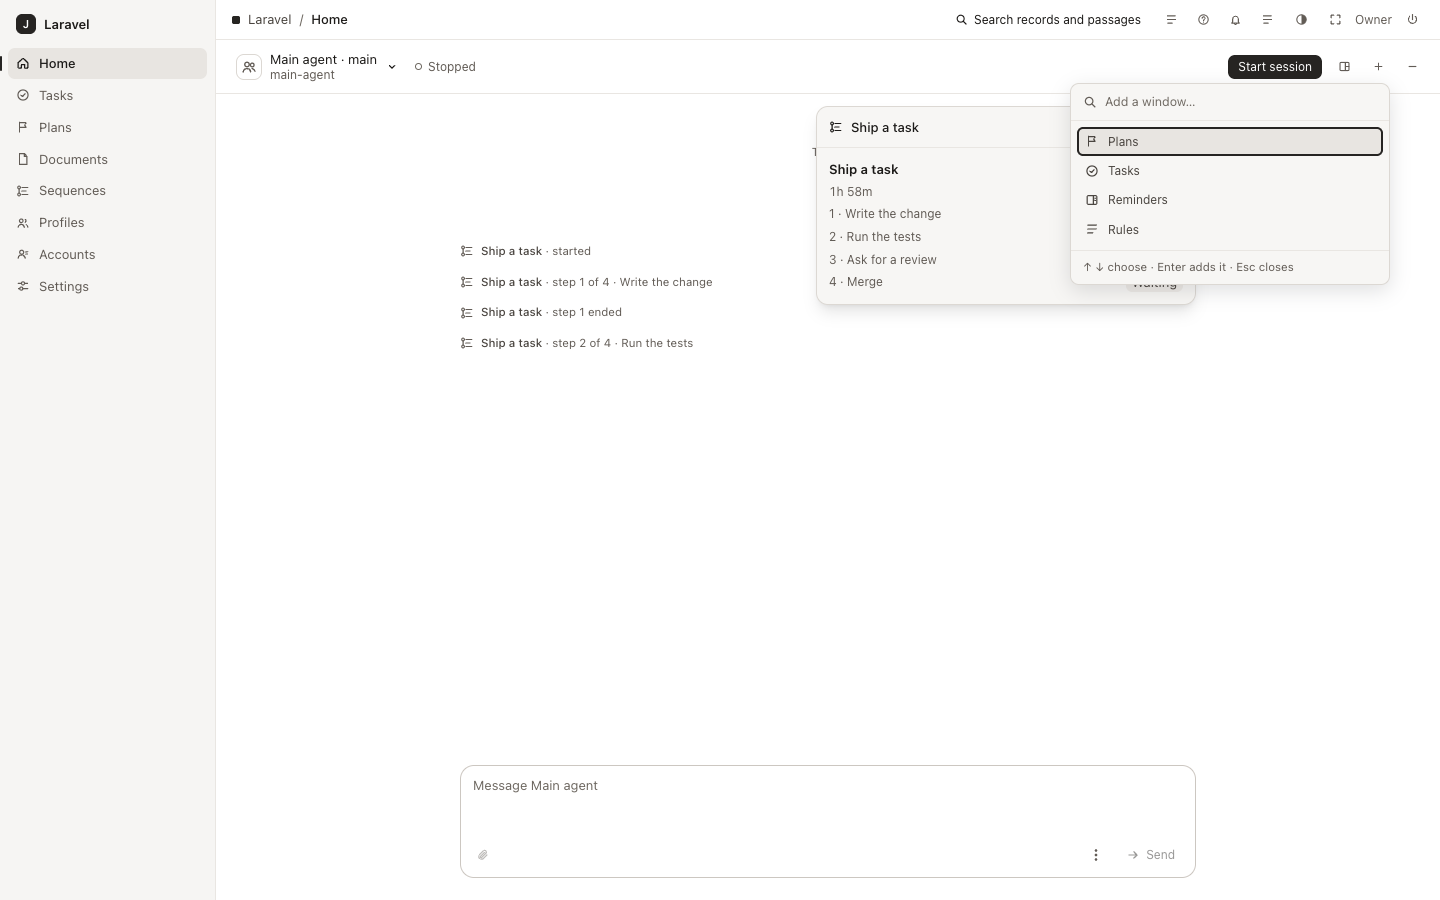 J Laravel
Home
Tasks
Plans
Documents
Sequences
Profiles
Accounts
Settings
Laravel / Home
Search records and passages
Owner
Main agent · main
main-agent
Stopped
Start session
Add a window...
Plans
Tasks
Reminders
Rules
↑ ↓ choose · Enter adds it · Esc closes
Ship a task
Ship a task
1h 58m
1 · Write the change
2 · Run the tests
3 · Ask for a review
4 · Merge
Waiting
Ship a task · started
Ship a task · step 1 of 4 · Write the change
Ship a task · step 1 ended
Ship a task · step 2 of 4 · Run the tests
Message Main agent
Send